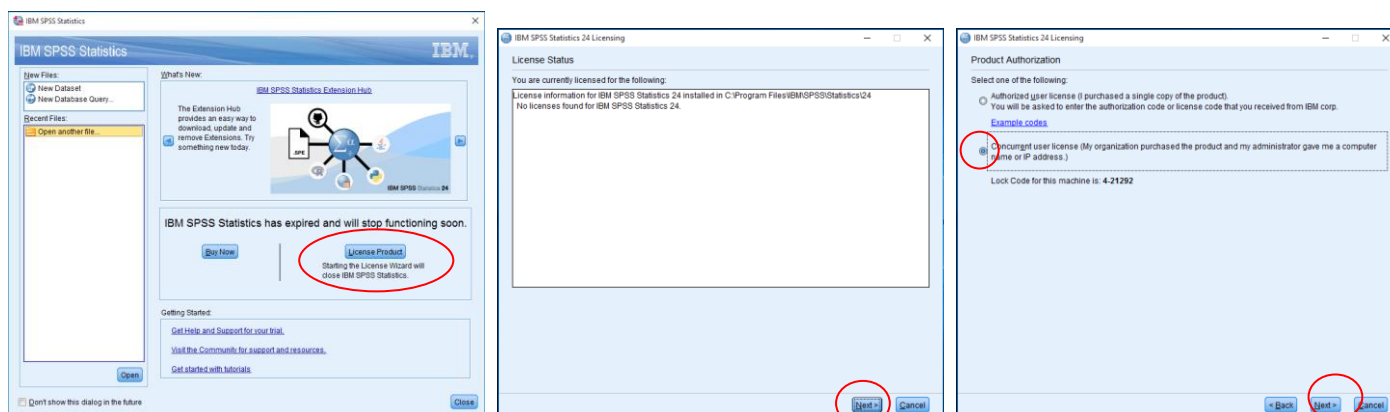 IBM SPSS Statistics
IBM SPSS Statistics
IBM
New Files:
New Dataset
New Database Query...
Recent Files:
Open another file...
Open
What's New:
IBM SPSS Statistics Extension Hub
The Extension Hub
provides an easy way to
download, update and
remove Extensions. Try
something new today.
.SPE
Σα
IBM SPSS Statistics 24
IBM SPSS Statistics has expired and will stop functioning soon.
Buy Now
License Product
Starting the License Wizard will
close IBM SPSS Statistics.
Getting Started:
Get Help and Support for your trial.
Visit the Community for support and resources.
Get started with tutorials
Don't show this dialog in the future
Close
IBM SPSS Statistics 24 Licensing
License Status
You are currently licensed for the following:
License information for IBM SPSS Statistics 24 installed in C:\Program Files\IBM\SPSS\Statistics\24
No licenses found for IBM SPSS Statistics 24.
Next >
Cancel
IBM SPSS Statistics 24 Licensing
Product Authorization
Select one of the following:
Authorized user license (I purchased a single copy of the product).
You will be asked to enter the authorization code or license code that you received from IBM corp.
Example codes
Concurrent user license (My organization purchased the product and my administrator gave me a computer
name or IP address.)
Lock Code for this machine is: 4-21292
< Back
Next >
Cancel